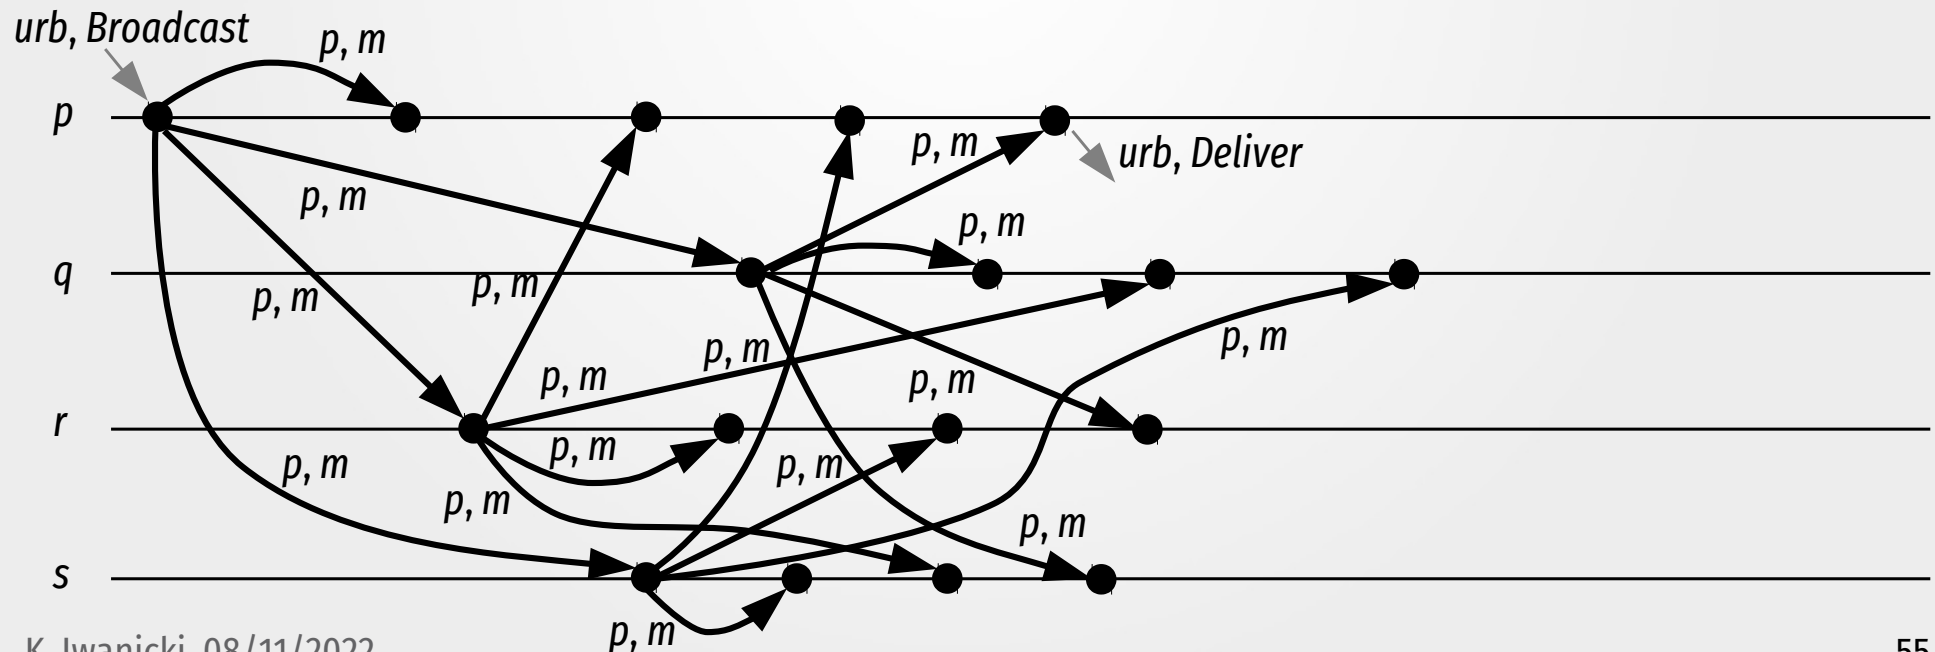 urb, Broadcast
p, m
p
p, m
urb, Deliver
p, m
p, m
q
p, m
p, m
p, m
p, m
p, m
p, m
r
p, m
p, m
p, m
p, m
p, m
s
p, m
K. Iwanicki, 08/11/2022
55